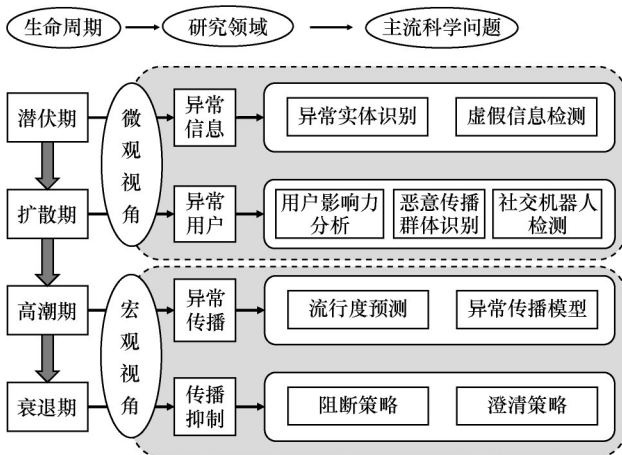 生命周期
研究领域
主流科学问题
潜伏期
微观视角
异常
信息
异常实体识别
虚假信息检测
扩散期
异常
用户
用户影响力
分析
恶意传播
群体识别
社交机器人
检测
高潮期
宏观视角
异常
传播
流行度预测
异常传播模型
衰退期
传播
抑制
阻断策略
澄清策略